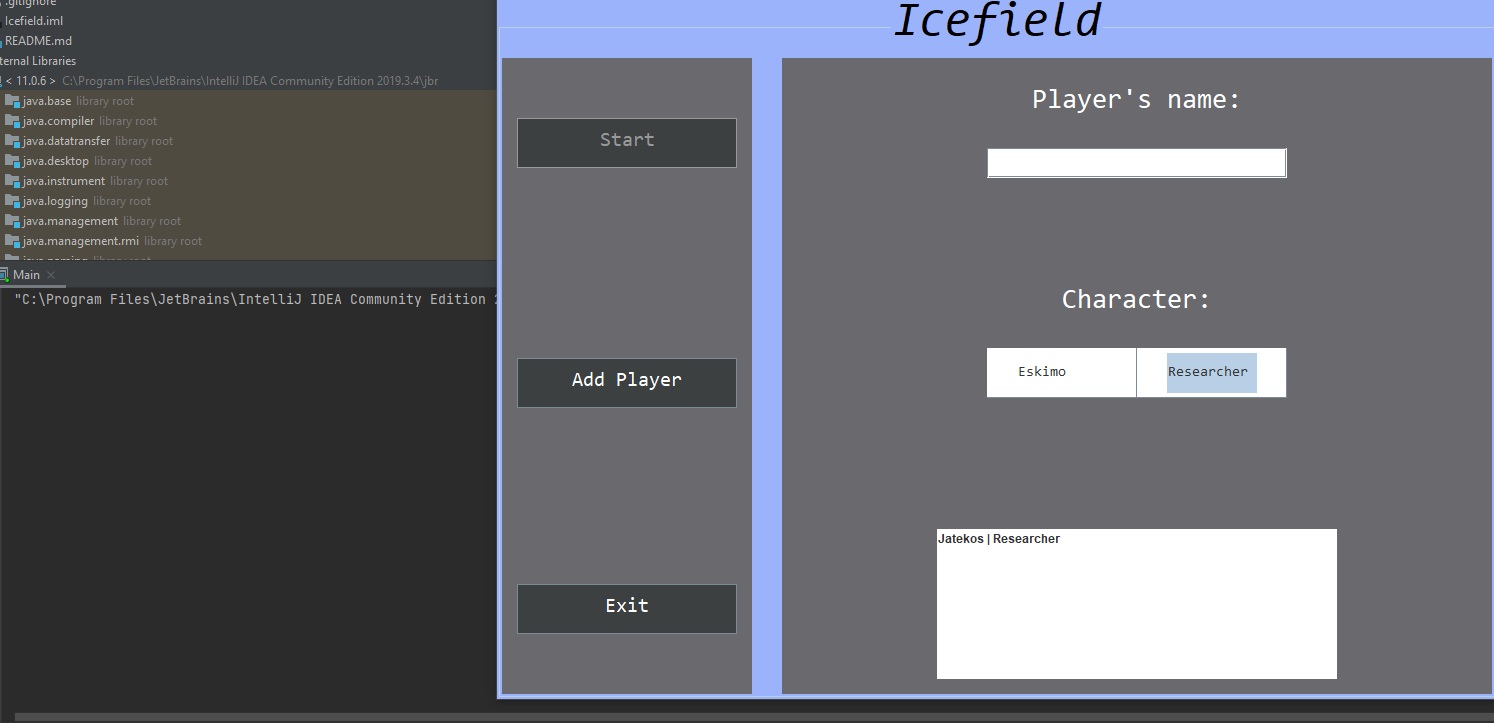 .gitignore
Icefield.iml
README.md
ternal Libraries
< 11.0.6 > C:\Program Files\JetBrains\IntelliJ IDEA Community Edition 2019.3.4\jbr
java.base library root
java.compiler library root
java.datatransfer library root
java.desktop library root
java.instrument library root
java.logging library root
java.management library root
java.management.rmi library root
Main
"C:\Program Files\JetBrains\IntelliJ IDEA Community Edition
Icefield
Start
Add Player
Exit
Player's name:
Character:
Eskimo Researcher
Jatekos | Researcher